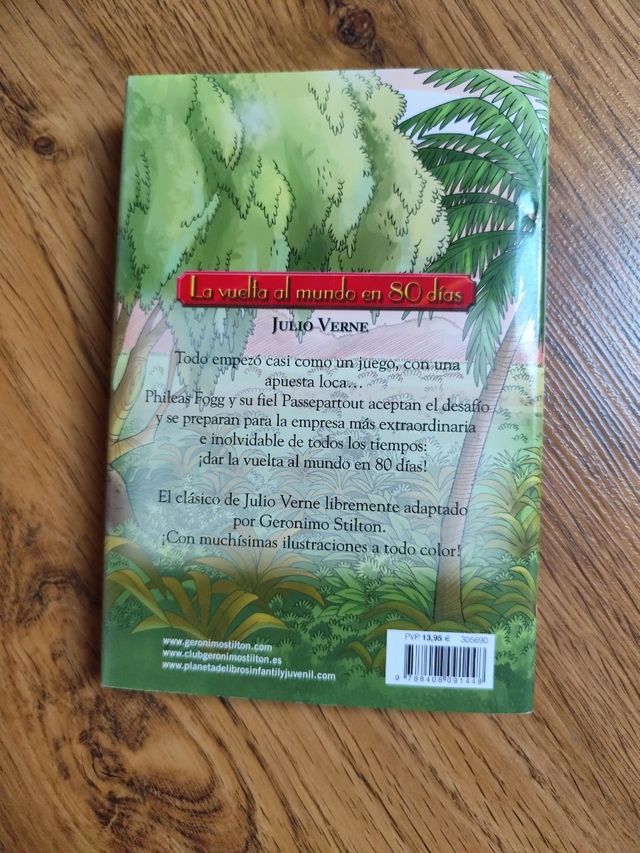 La vuelta al mundo en 80 días
JULIO VERNE
Todo empezó casi como un juego, con una
apuesta loca...
Phileas Fogg y su fiel Passepartout aceptan el desafío
y se preparan para la empresa más extraordinaria
e inolvidable de todos los tiempos:
¡dar la vuelta al mundo en 80 días!
El clásico de Julio Verne libremente adaptado
por Geronimo Stilton.
¡Con muchísimas ilustraciones a todo color!
www.geronimostilton.com
www.clubgeronimostilton.es
www.planetadelibrosinfantilyjuvenil.com
PVP 13,95 € 305690
9 788408 091448